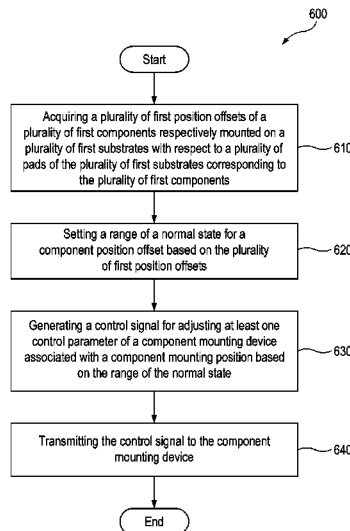 600
Start
Acquiring a plurality of first position offsets of a
plurality of first components respectively mounted on a
plurality of first substrates with respect to a plurality of
pads of the plurality of first substrates corresponding to
the plurality of first components
610
Setting a range of a normal state for a
component position offset based on the plurality
of first position offsets
620
Generating a control signal for adjusting at least one
control parameter of a component mounting device
associated with a component mounting position based
on the range of the normal state
630
Transmitting the control signal to the component
mounting device
640
End